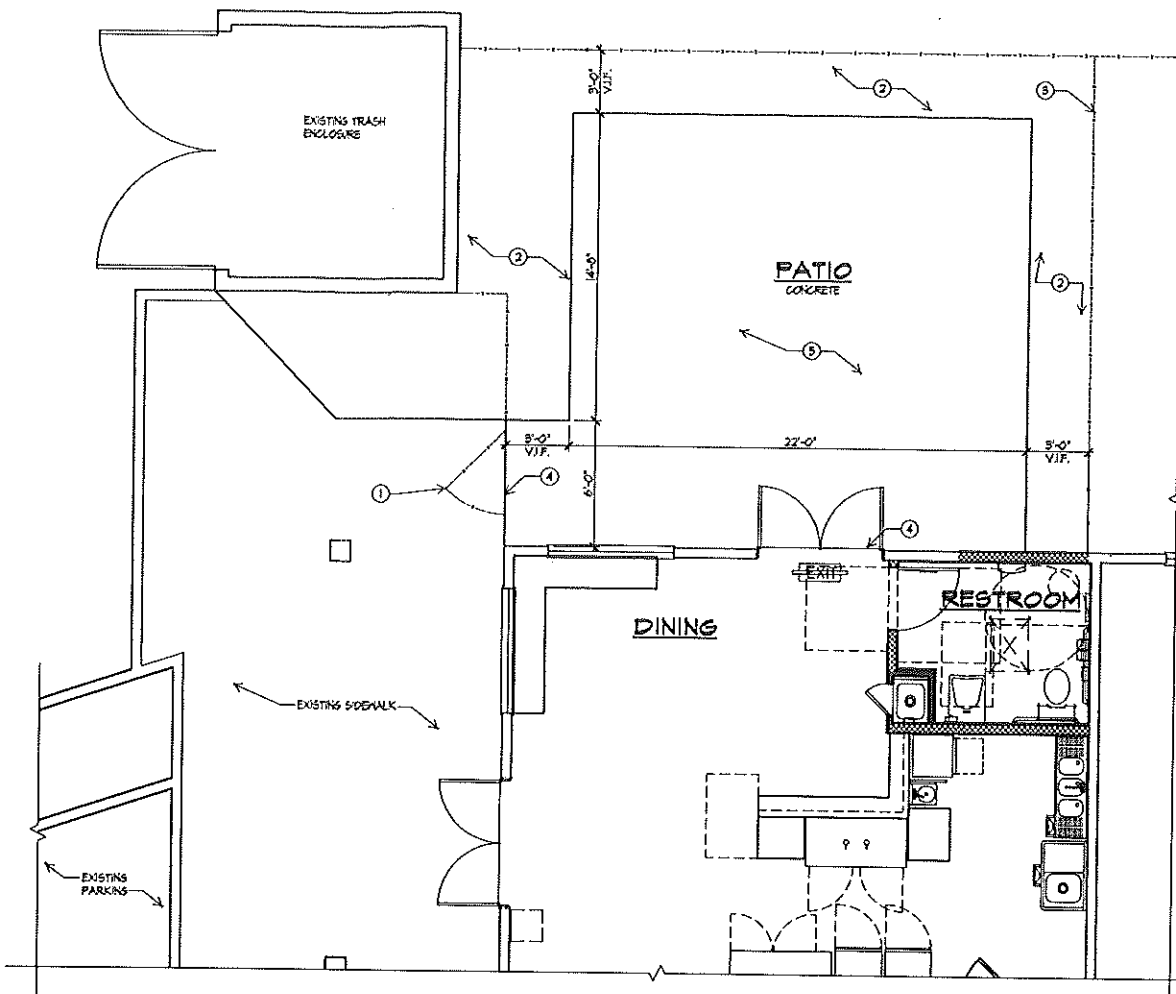 3'-0"
V.I.F.
2
3
EXISTING TRASH
ENCLOSURE
2
14'-0"
PATIO
CONCRETE
2
5
3'-0"
V.I.F.
22'-0"
3'-0"
V.I.F.
1
4
6'-0"
4
EXIT
RESTROOM
DINING
X
EXISTING SIDEWALK
EXISTING
PARKING